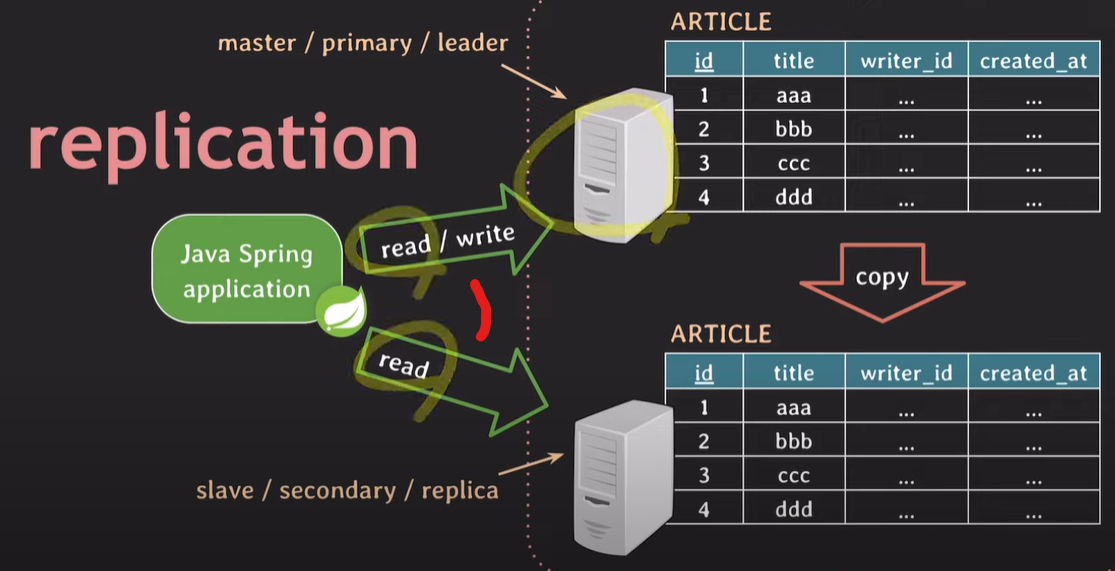 master / primary / leader
replication
Java Spring
application
read / write
read
slave / secondary / replica
ARTICLE
id title writer_id created_at
1 aaa ... ...
2 bbb ... ...
3 ccc ... ...
4 ddd ... ...
copy
ARTICLE
id title writer_id created_at
1 aaa ... ...
2 bbb ... ...
3 ccc ... ...
4 ddd ... ...